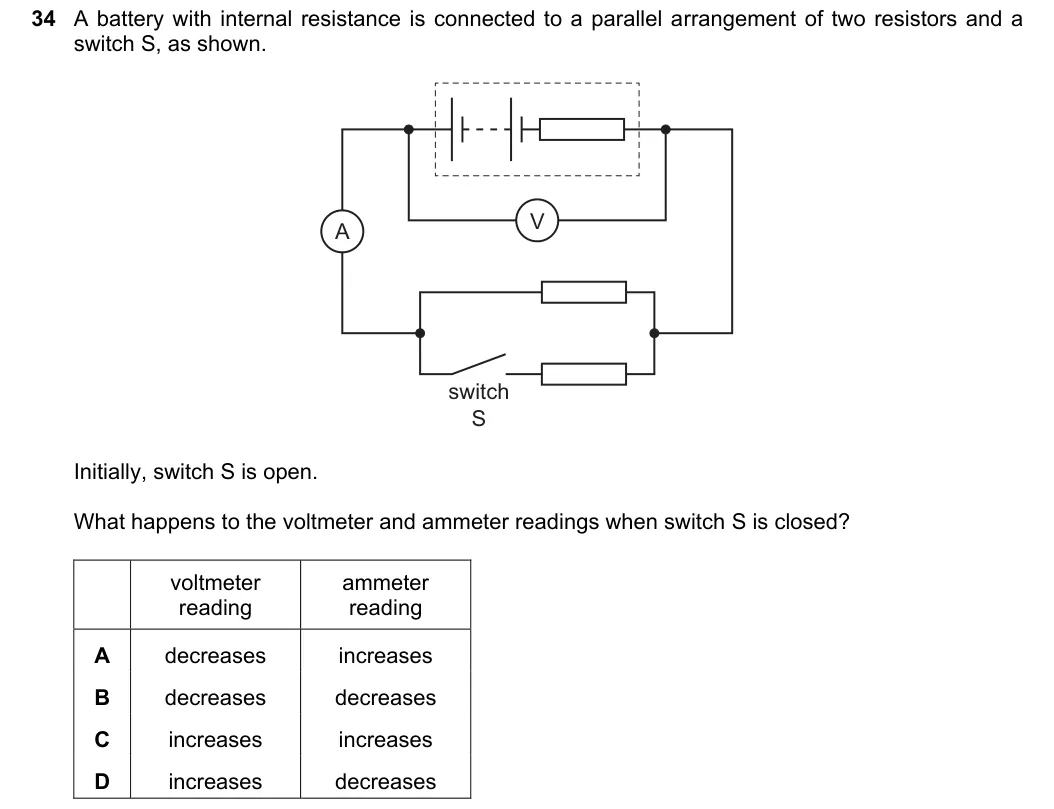 34 A battery with internal resistance is connected to a parallel arrangement of two resistors and a
switch S, as shown.
V
A
switch
S
Initially, switch S is open.
What happens to the voltmeter and ammeter readings when switch S is closed?
voltmeter reading ammeter reading
A decreases increases
B decreases decreases
C increases increases
D increases decreases